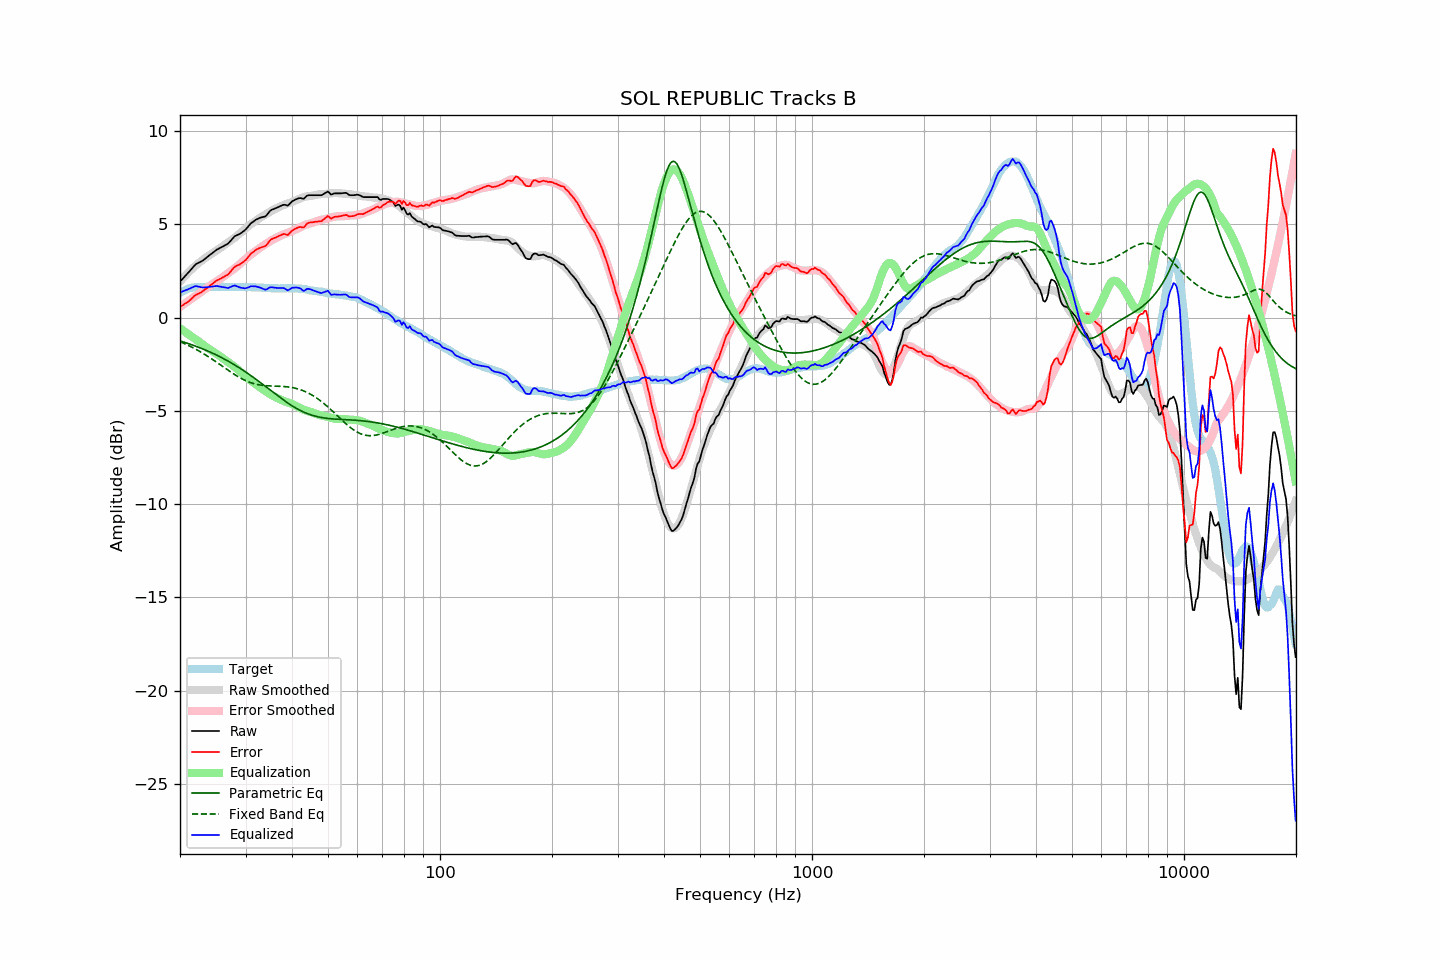 SOL REPUBLIC Tracks B
10
5
0
−5
−10
−15
−20
−25
Amplitude (dBr)
Target
Raw Smoothed
Error Smoothed
Raw
Error
Equalization
Parametric Eq
Fixed Band Eq
Equalized
100
1000
10000
Frequency (Hz)